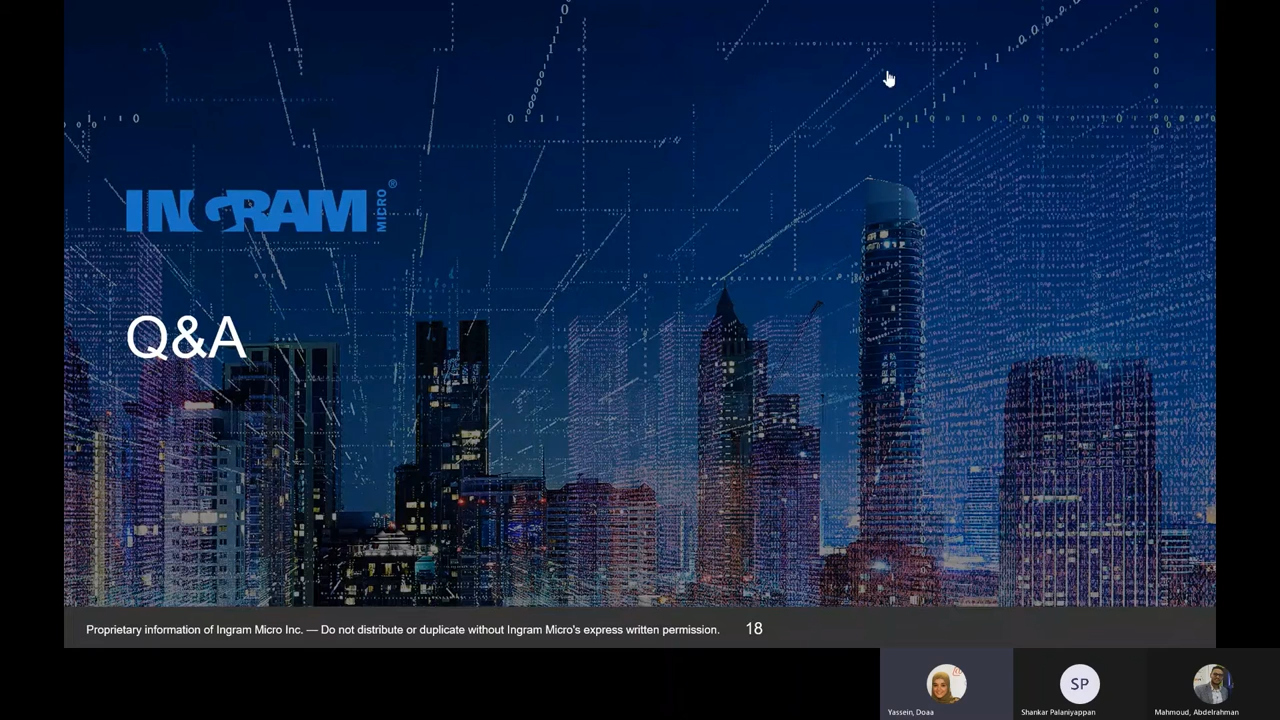 INGRAM MICRO®
Q&A
Proprietary information of Ingram Micro Inc. — Do not distribute or duplicate without Ingram Micro's express written permission.
18
SP
Yassein, Doaa
Shankar Palaniyappan
Mahmoud, Abdelrahman